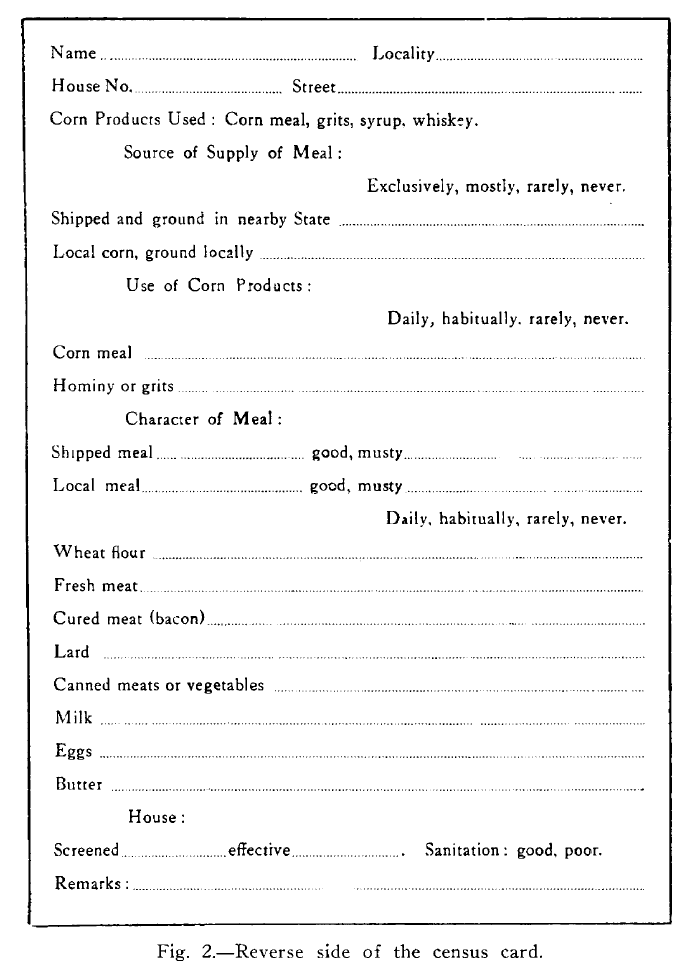 Name Locality
House No. Street
Corn Products Used : Corn meal, grits, syrup, whiskey.
Source of Supply of Meal :
Exclusively, mostly, rarely, never.
Shipped and ground in nearby State
Local corn, ground locally
Use of Corn Products :
Daily, habitually. rarely, never.
Corn meal
Hominy or grits
Character of Meal :
Shipped meal good, musty
Local meal good, musty
Daily, habitually, rarely, never.
Wheat flour
Fresh meat
Cured meat (bacon)
Lard
Canned meats or vegetables
Milk
Eggs
Butter
House :
Screened effective . Sanitation : good, poor.
Remarks :
Fig. 2.—Reverse side of the census card.